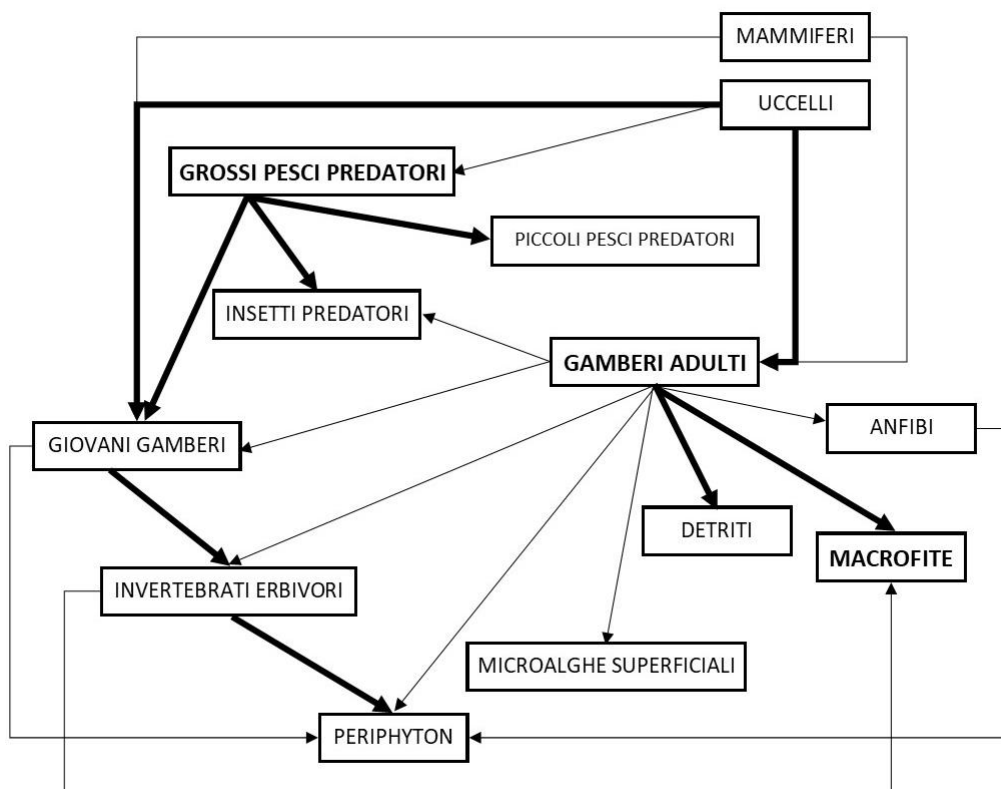 MAMMIFERI
UCCELLI
GROSSI PESCI PREDATORI
PICCOLI PESCI PREDATORI
INSETTI PREDATORI
GAMBERI ADULTI
ANFIBI
GIOVANI GAMBERI
DETRITI
MACROFITE
INVERTEBRATI ERBIVORI
MICROALGHE SUPERFICIALI
PERIPHYTON